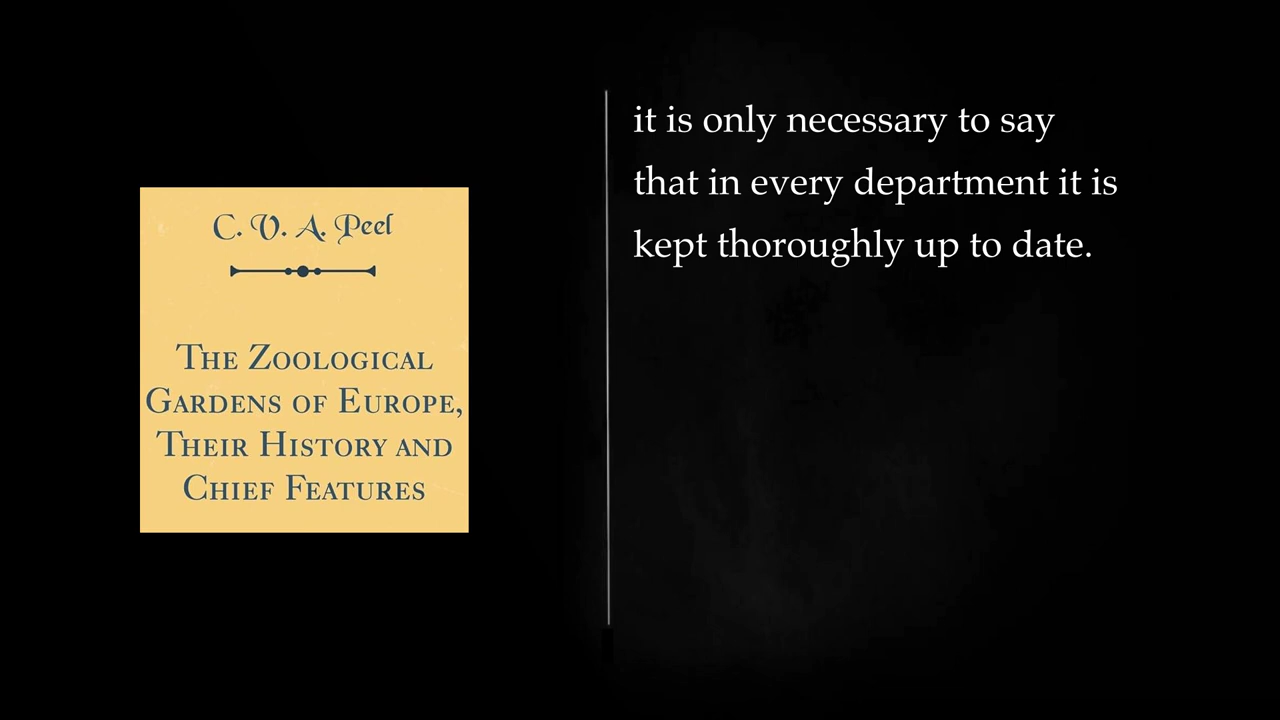 C. V. A. Peel
The Zoological
Gardens of Europe,
Their History and
Chief Features
it is only necessary to say
that in every department it is
kept thoroughly up to date.